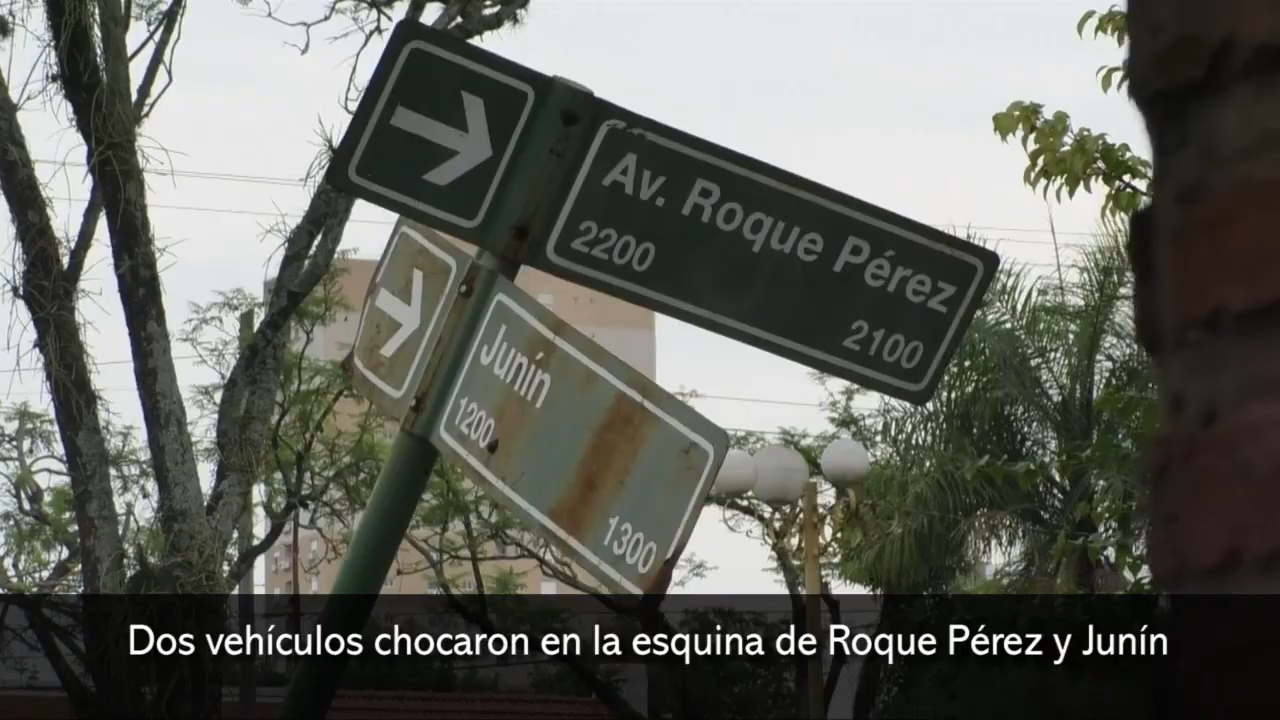 Av. Roque Pérez
2200
2100
Junín
1200
1300
Dos vehículos chocaron en la esquina de Roque Pérez y Junín